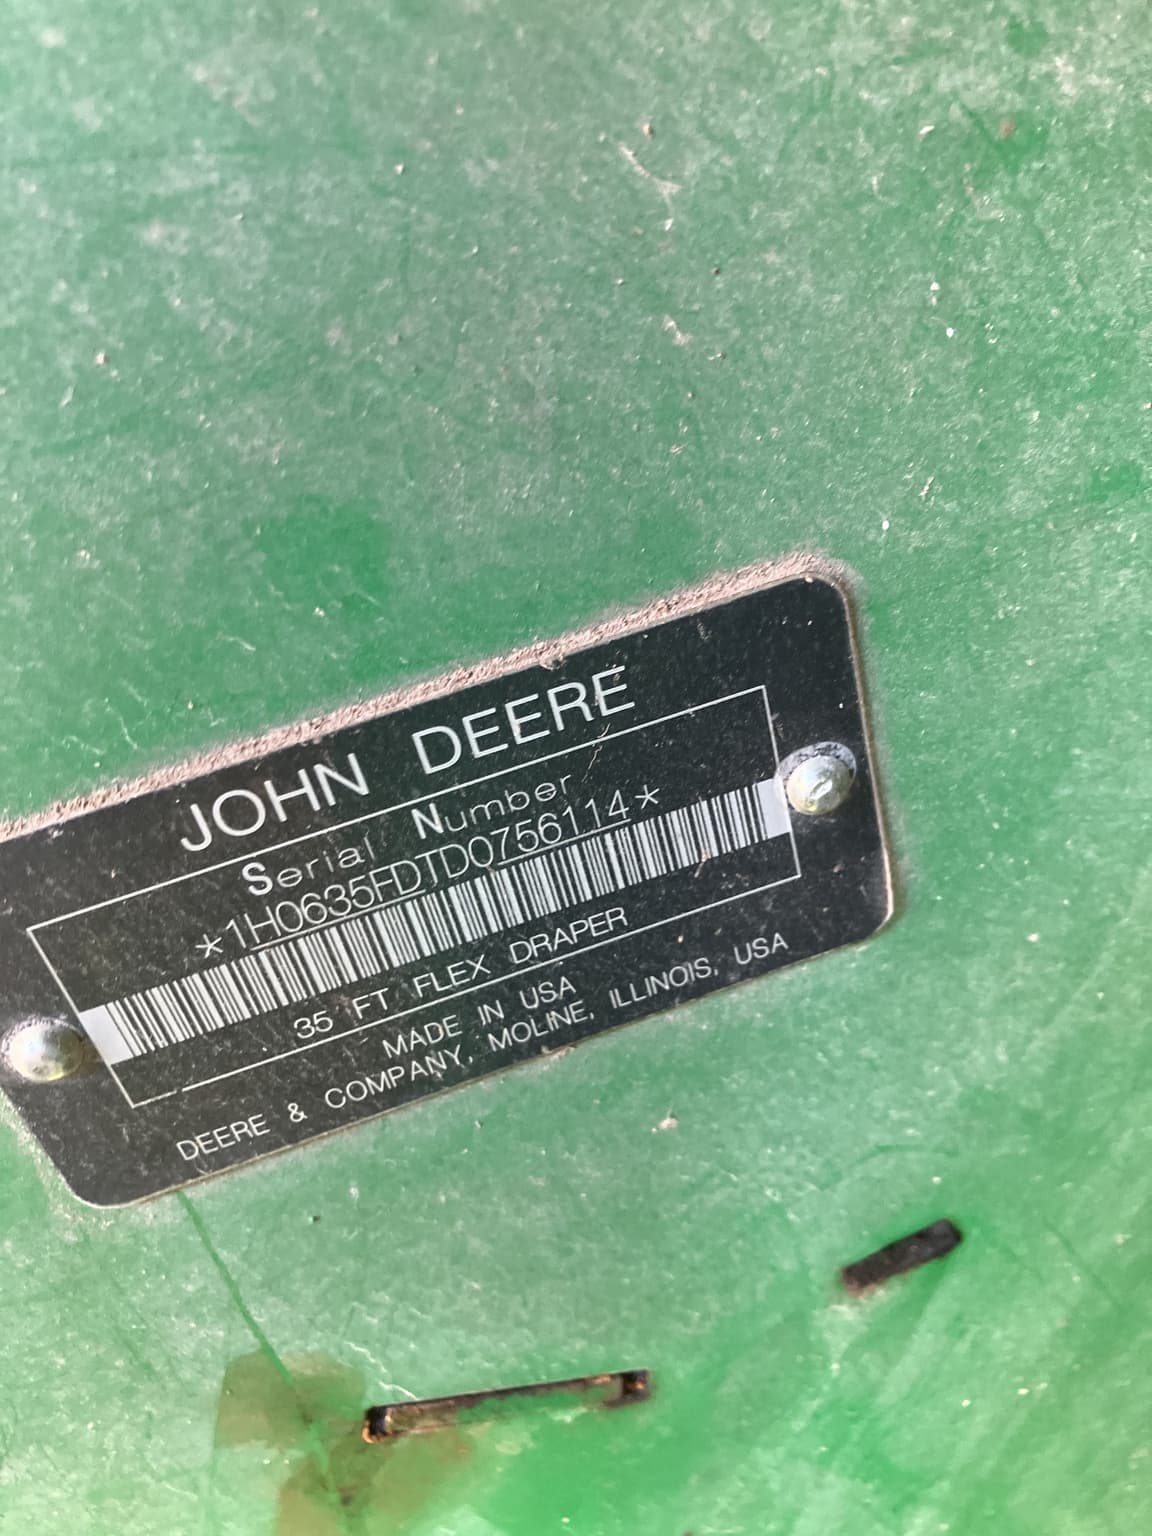 JOHN DEERE
Serial Number
*1H0635FDTD0756114*
35 FT FLEX DRAPER
MADE IN USA
DEERE & COMPANY, MOLINE, ILLINOIS, USA